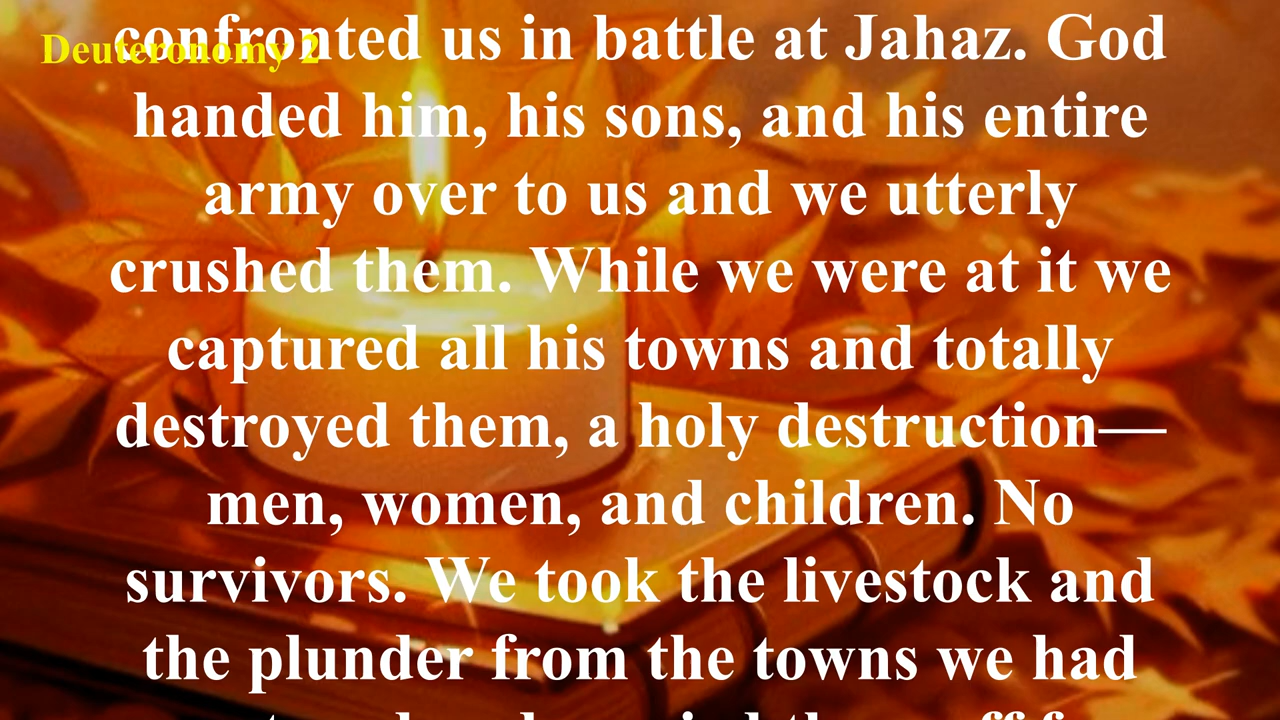 Deuteronomy 2
confronted us in battle at Jahaz. God
handed him, his sons, and his entire
army over to us and we utterly
crushed them. While we were at it we
captured all his towns and totally
destroyed them, a holy destruction—
men, women, and children. No
survivors. We took the livestock and
the plunder from the towns we had